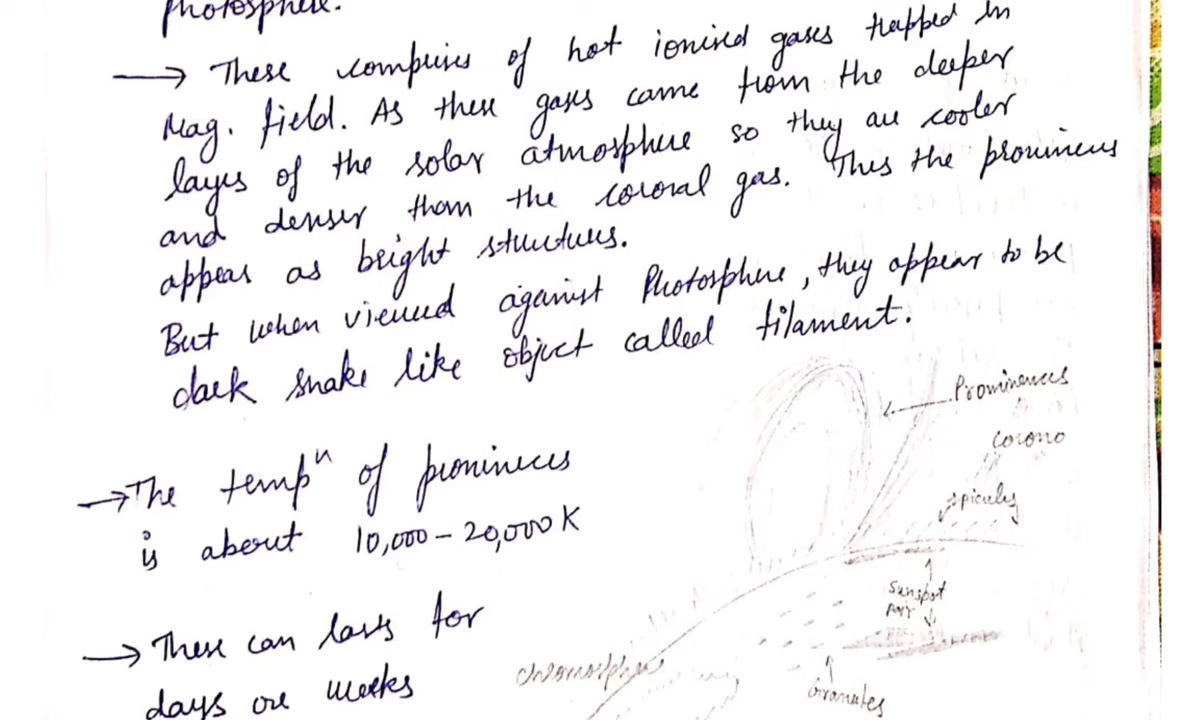 Photosphere.
→ These comprises of hot ionised gases trapped in
Mag. field. As these gases came from the deeper
layers of the solar atmosphere so they are cooler
and denser than the coronal gas. Thus the prominences
appear as bright structures.
But when viewed against Photosphere, they appear to be
dark snake like object called filament.
Prominences
Corono
→ The tempⁿ of prominences
spicules
is about 10,000 - 20,000 K
Sunspot
pair
→ These can lasts for
Chromosphere
days or weeks
Granules